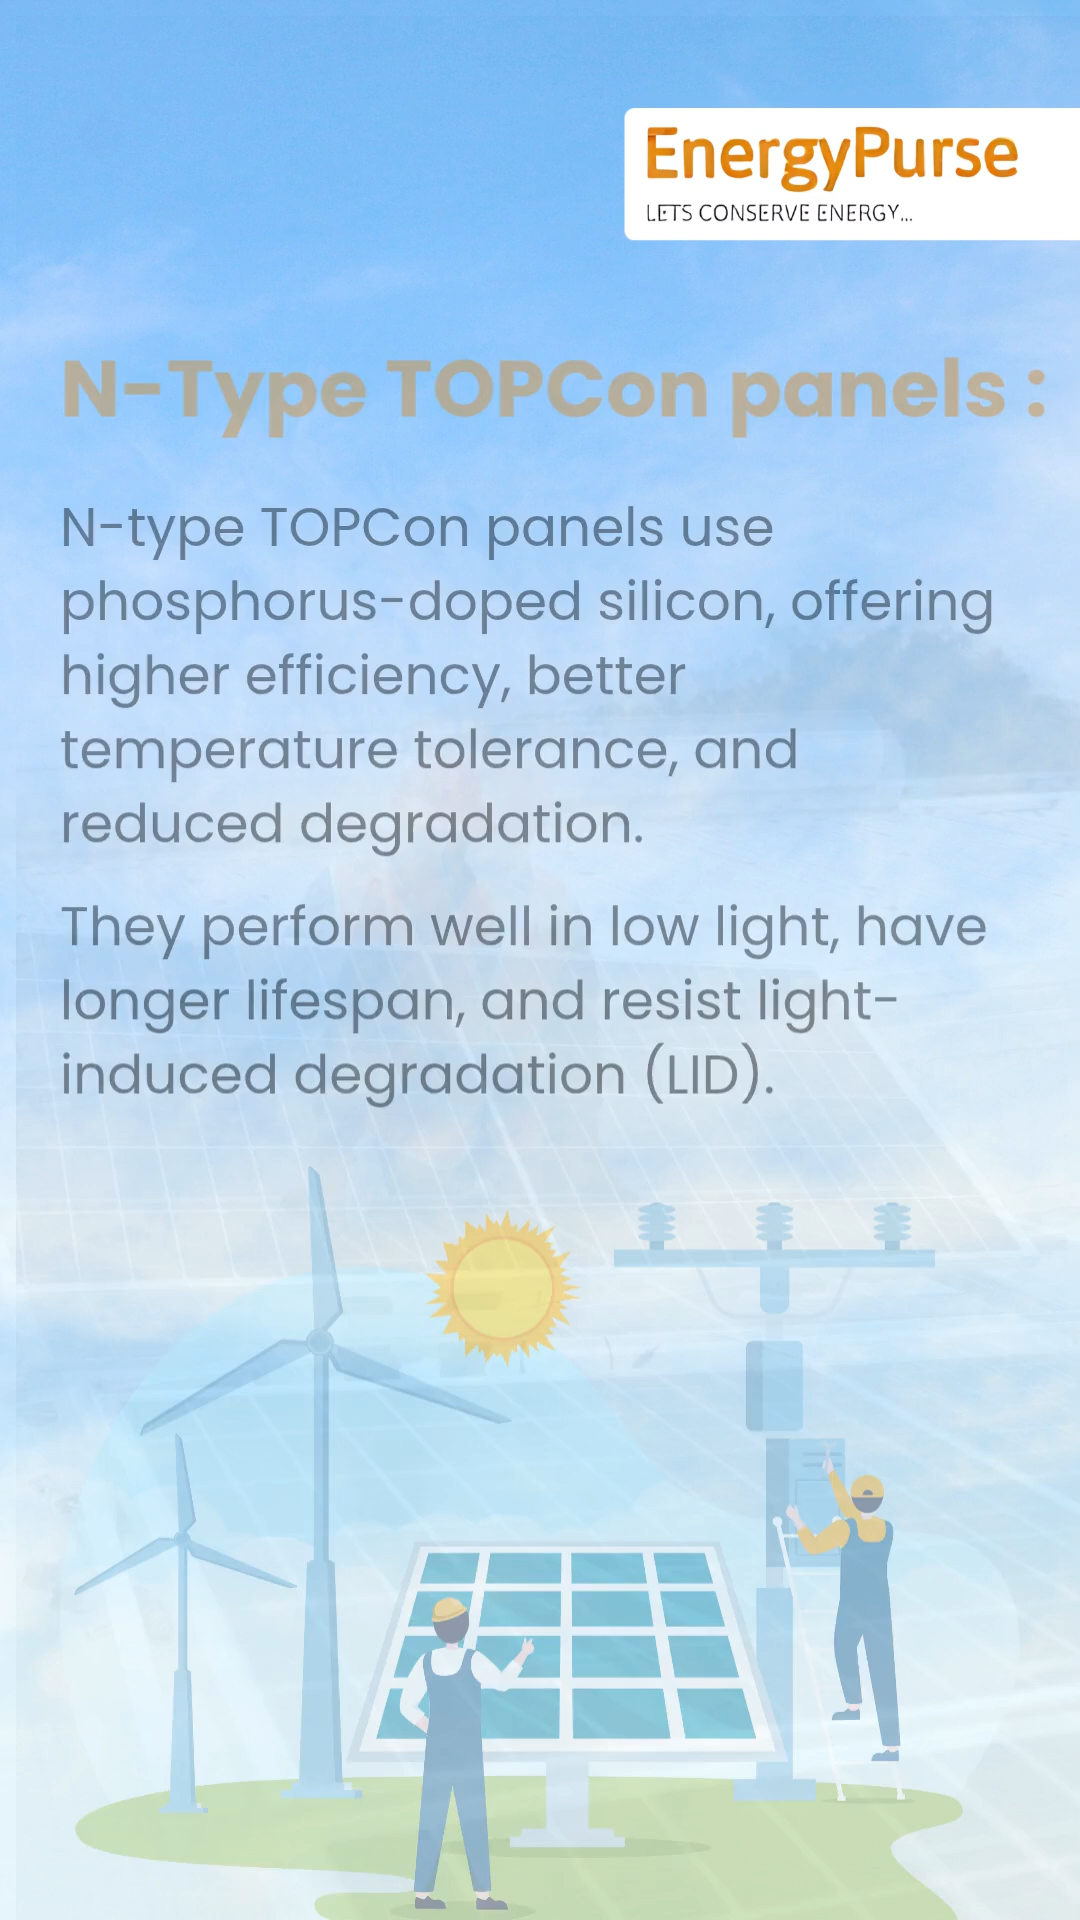 EnergyPurse
LETS CONSERVE ENERGY...
N-Type TOPCon panels :
N-type TOPCon panels use
phosphorus-doped silicon, offering
higher efficiency, better
temperature tolerance, and
reduced degradation.
They perform well in low light, have
longer lifespan, and resist light-
induced degradation (LID).